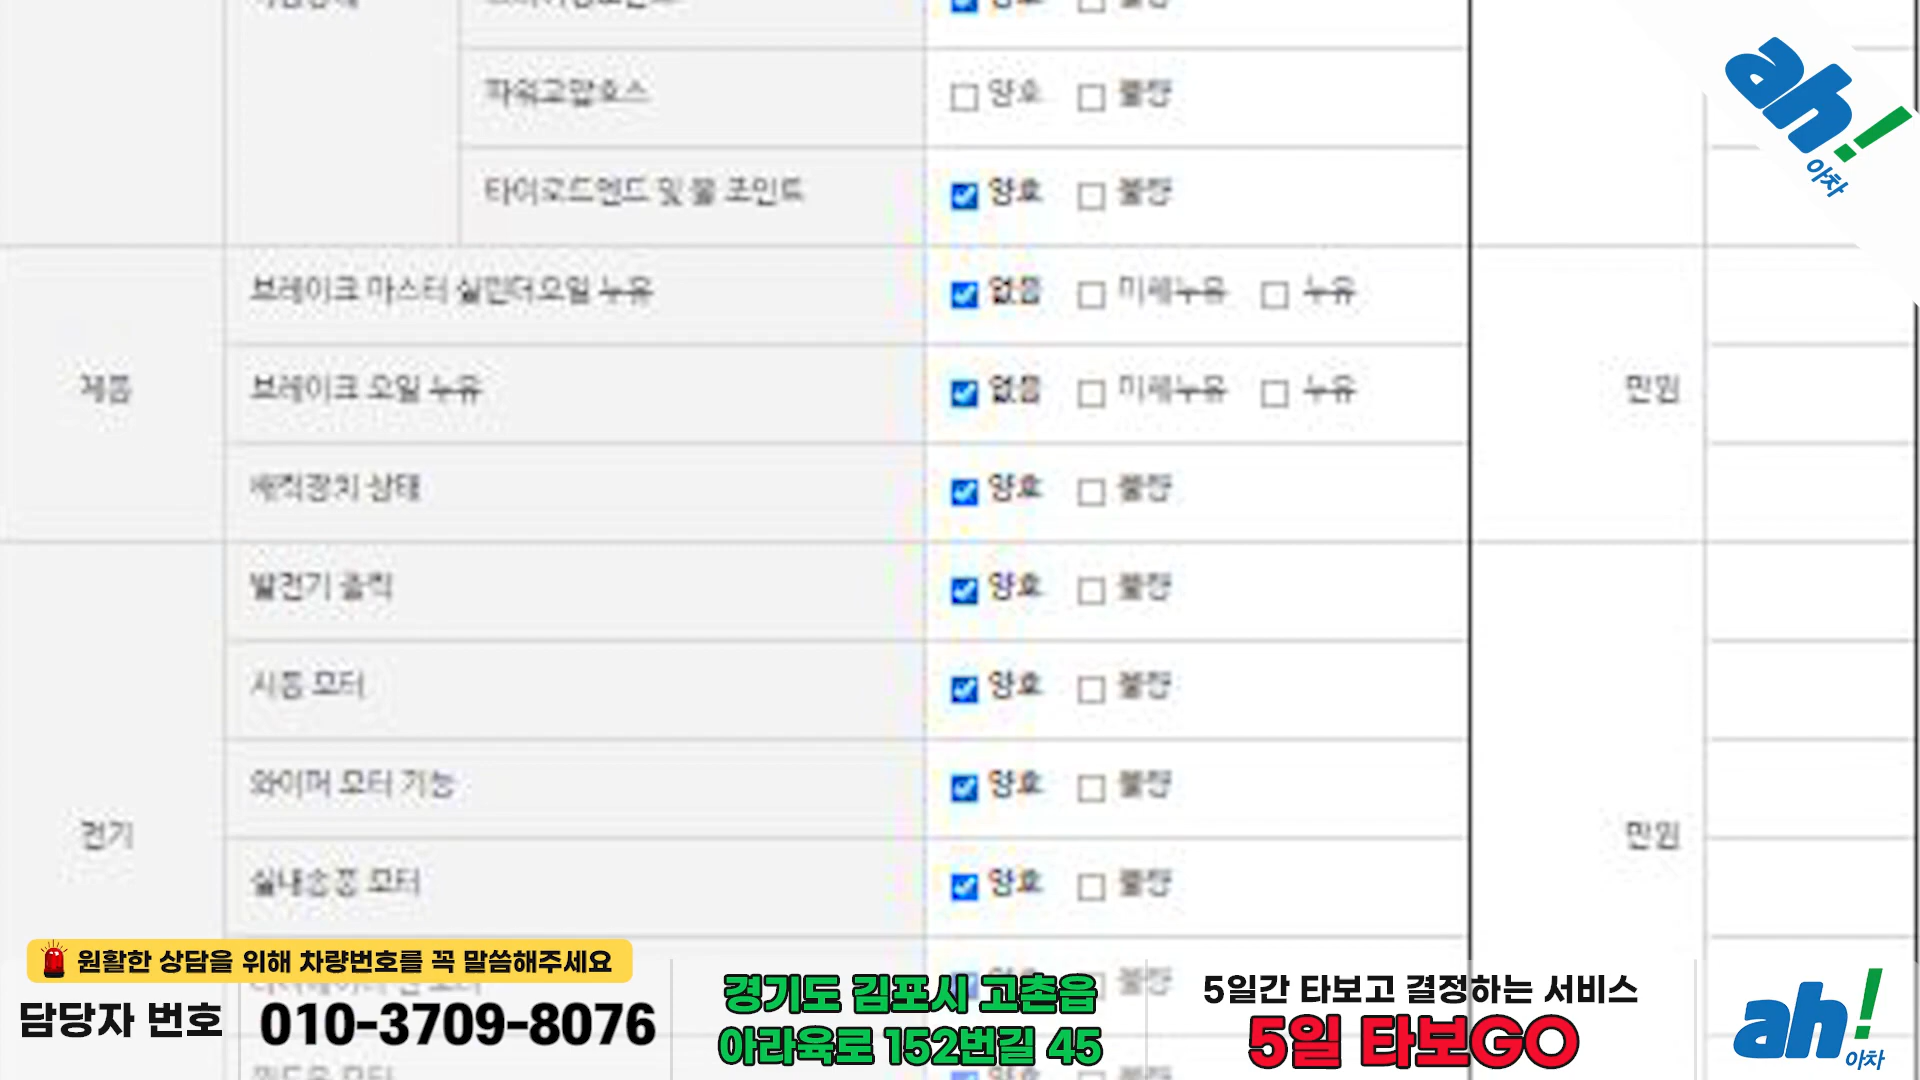 파워고압호스 양호 불량
타이로드엔드 및 볼 조인트 양호 불량
브레이크 마스터 실린더오일 누유 없음 미세누유 누유
제동
브레이크 오일 누유 없음 미세누유 누유
만원
배력장치 상태 양호 불량
발전기 출력 양호 불량
시동 모터 양호 불량
와이퍼 모터 기능 양호 불량
전기
만원
실내송풍 모터 양호 불량
원활한 상담을 위해 차량번호를 꼭 말씀해주세요
담당자 번호 010-3709-8076
경기도 김포시 고촌읍
아라육로 152번길 45
5일간 타보고 결정하는 서비스
5일 타보GO
ah!
아차
ah!
아차